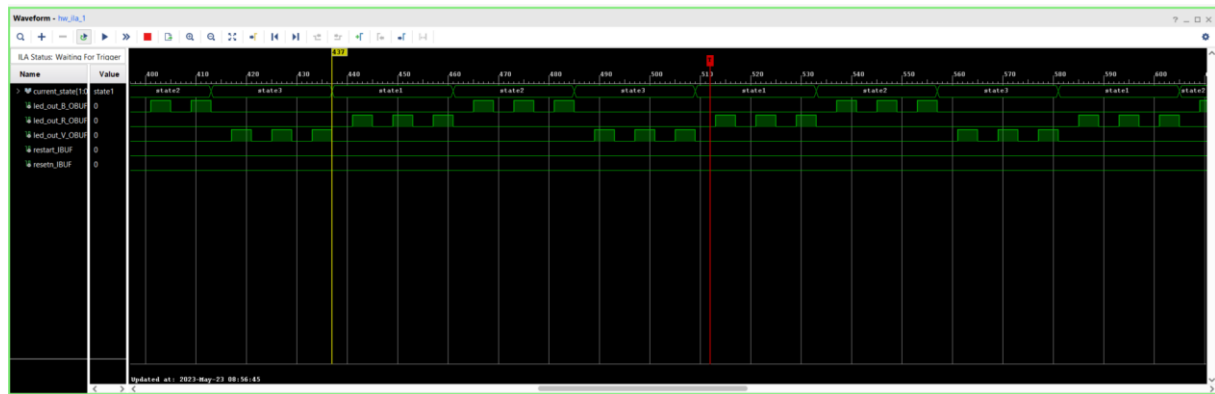 Waveform - hw_ila_1
ILA Status: Waiting For Trigger
437
Name Value
400 410 420 430 440 450 460 470 480 490 500 510 520 530 540 550 560 570 580 590 600 610
current_state[1:0 state1 state2 state3 state1 state2 state3 state1 state2 state3 state1 state2
led_out_B_OBUF 0
led_out_R_OBUF 0
led_out_V_OBUF 0
restart_IBUF 0
resetn_IBUF 0
Updated at: 2023-May-23 08:56:45